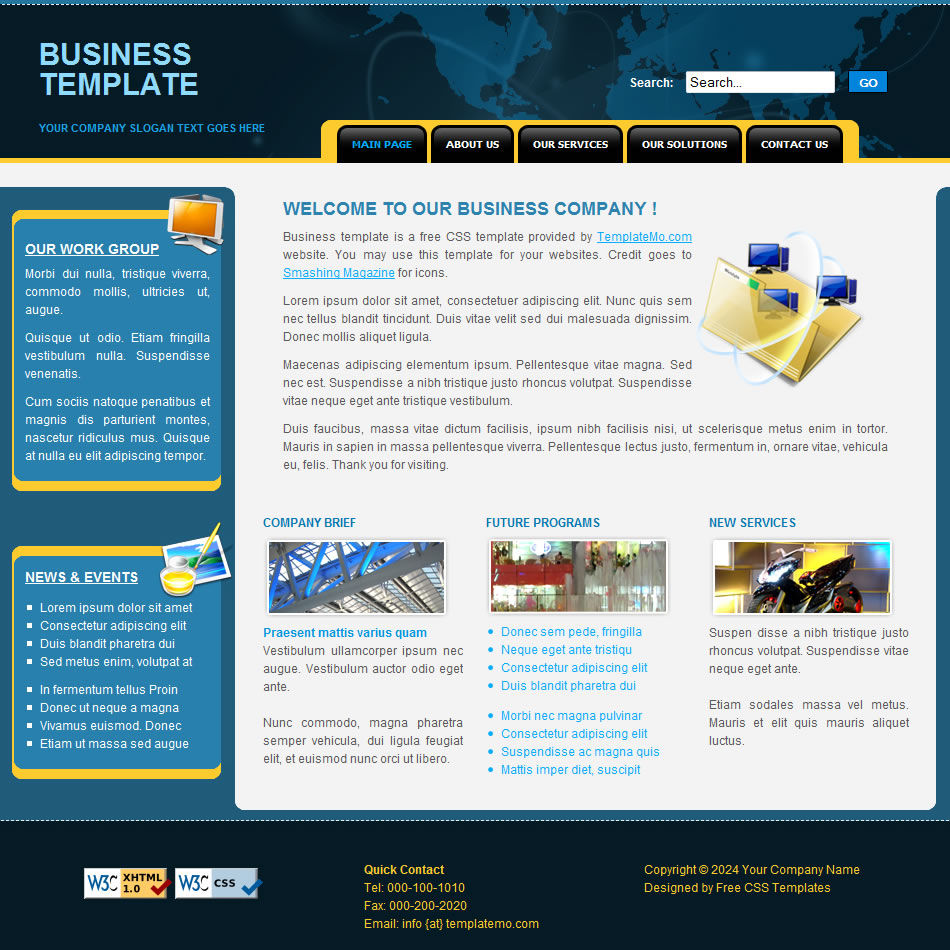 BUSINESS
TEMPLATE
YOUR COMPANY SLOGAN TEXT GOES HERE
Search: Search... GO
MAIN PAGE ABOUT US OUR SERVICES OUR SOLUTIONS CONTACT US
OUR WORK GROUP
Morbi dui nulla, tristique viverra,
commodo mollis, ultricies ut,
augue.
Quisque ut odio. Etiam fringilla
vestibulum nulla. Suspendisse
venenatis.
Cum sociis natoque penatibus et
magnis dis parturient montes,
nascetur ridiculus mus. Quisque
at nulla eu elit adipiscing tempor.
NEWS & EVENTS
Lorem ipsum dolor sit amet
Consectetur adipiscing elit
Duis blandit pharetra dui
Sed metus enim, volutpat at
In fermentum tellus Proin
Donec ut neque a magna
Vivamus euismod. Donec
Etiam ut massa sed augue
WELCOME TO OUR BUSINESS COMPANY !
Business template is a free CSS template provided by TemplateMo.com
website. You may use this template for your websites. Credit goes to
Smashing Magazine for icons.
Lorem ipsum dolor sit amet, consectetuer adipiscing elit. Nunc quis sem
nec tellus blandit tincidunt. Duis vitae velit sed dui malesuada dignissim.
Donec mollis aliquet ligula.
Maecenas adipiscing elementum ipsum. Pellentesque vitae magna. Sed
nec est. Suspendisse a nibh tristique justo rhoncus volutpat. Suspendisse
vitae neque eget ante tristique vestibulum.
Duis faucibus, massa vitae dictum facilisis, ipsum nibh facilisis nisi, ut scelerisque metus enim in tortor.
Mauris in sapien in massa pellentesque viverra. Pellentesque lectus justo, fermentum in, ornare vitae, vehicula
eu, felis. Thank you for visiting.
COMPANY BRIEF
Praesent mattis varius quam
Vestibulum ullamcorper ipsum nec
augue. Vestibulum auctor odio eget
ante.
Nunc commodo, magna pharetra
semper vehicula, dui ligula feugiat
elit, et euismod nunc orci ut libero.
FUTURE PROGRAMS
Donec sem pede, fringilla
Neque eget ante tristiqu
Consectetur adipiscing elit
Duis blandit pharetra dui
Morbi nec magna pulvinar
Consectetur adipiscing elit
Suspendisse ac magna quis
Mattis imper diet, suscipit
NEW SERVICES
Suspen disse a nibh tristique justo
rhoncus volutpat. Suspendisse vitae
neque eget ante.
Etiam sodales massa vel metus.
Mauris et elit quis mauris aliquet
luctus.
W3C XHTML 1.0
W3C CSS
Quick Contact
Tel: 000-100-1010
Fax: 000-200-2020
Email: info {at} templatemo.com
Copyright © 2024 Your Company Name
Designed by Free CSS Templates